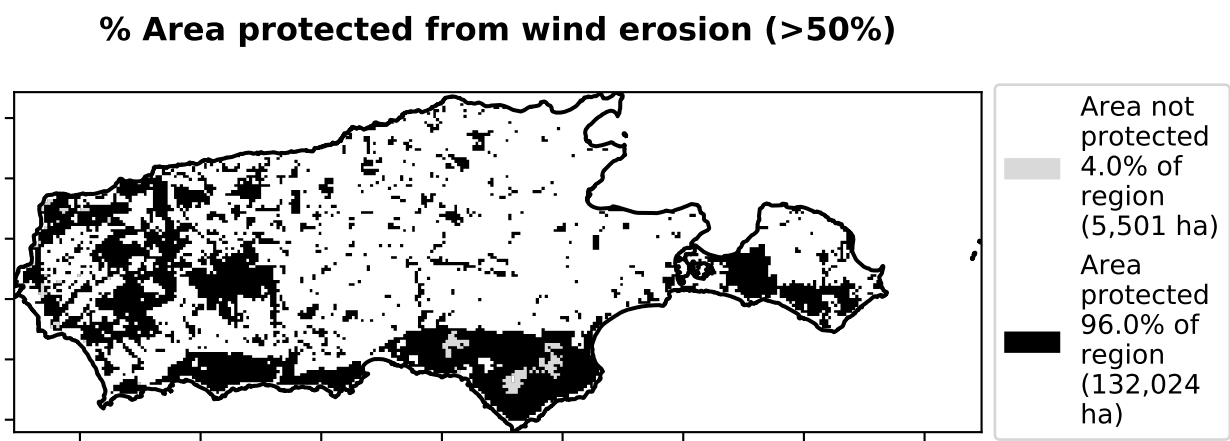 % Area protected from wind erosion (>50%)
Area not
protected
4.0% of
region
(5,501 ha)
Area
protected
96.0% of
region
(132,024
ha)